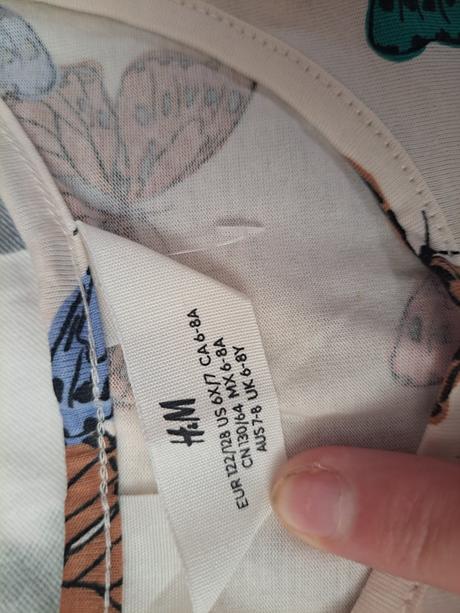 H&M
EUR 122/128 US 6X/7 CA 6-8A
CN 130/64 MX 6-8A
AUS 7-8 UK 6-8Y